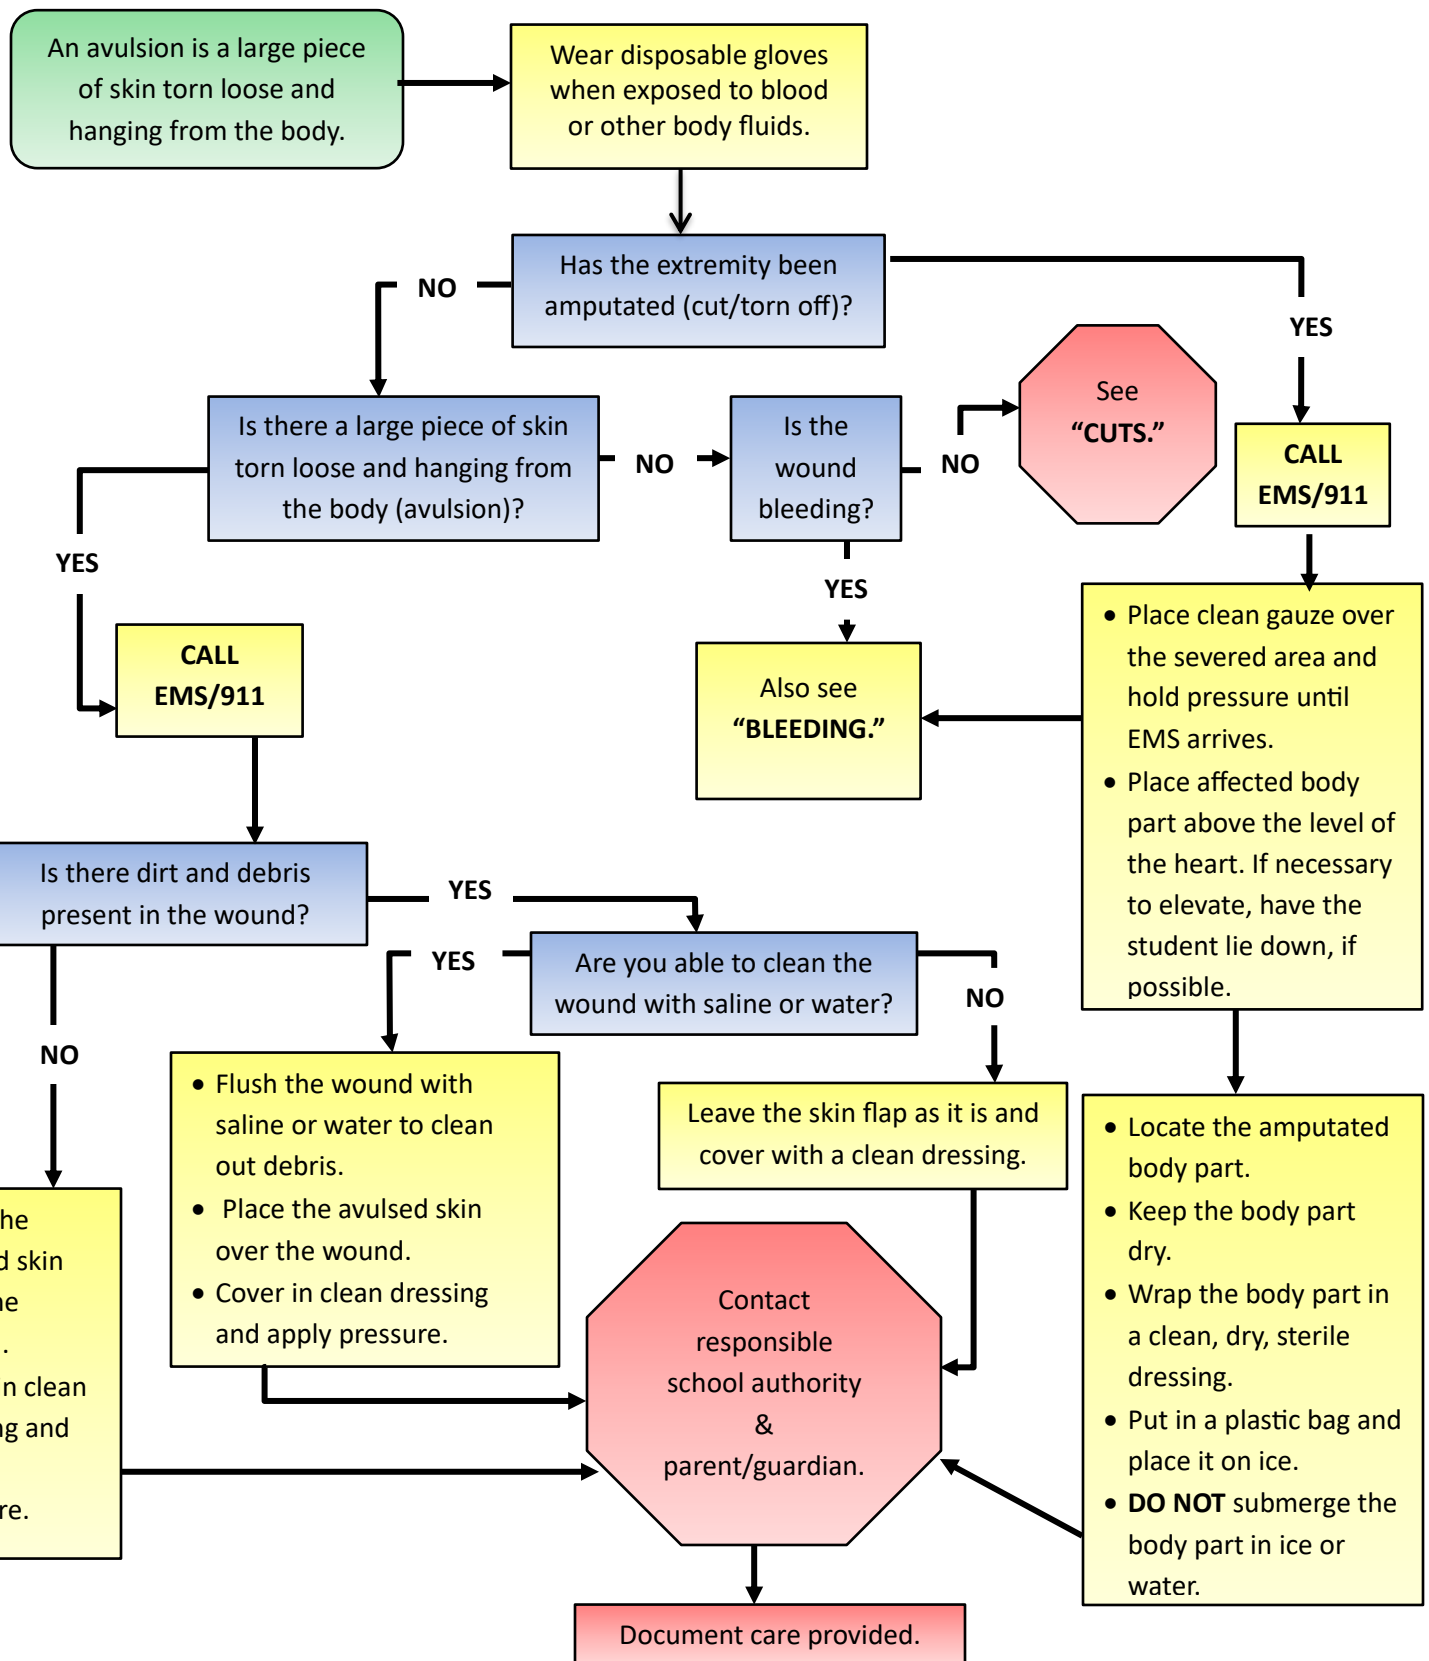 An avulsion is a large piece
of skin torn loose and
hanging from the body.
Wear disposable gloves
when exposed to blood
or other body fluids.
Has the extremity been
amputated (cut/torn off)?
NO
YES
Is there a large piece of skin
torn loose and hanging from
the body (avulsion)?
NO
Is the
wound
bleeding?
NO
See
“CUTS.”
CALL
EMS/911
YES
YES
CALL
EMS/911
Also see
“BLEEDING.”
• Place clean gauze over
the severed area and
hold pressure until
EMS arrives.
• Place affected body
part above the level of
the heart. If necessary
to elevate, have the
student lie down, if
possible.
Is there dirt and debris
present in the wound?
YES
YES
Are you able to clean the
wound with saline or water?
NO
NO
• Flush the wound with
saline or water to clean
out debris.
• Place the avulsed skin
over the wound.
• Cover in clean dressing
and apply pressure.
Leave the skin flap as it is and
cover with a clean dressing.
• Locate the amputated
body part.
• Keep the body part
dry.
• Wrap the body part in
a clean, dry, sterile
dressing.
• Put in a plastic bag and
place it on ice.
• DO NOT submerge the
body part in ice or
water.
skin
.
clean
and
Contact
responsible
school authority
&
parent/guardian.
Document care provided.